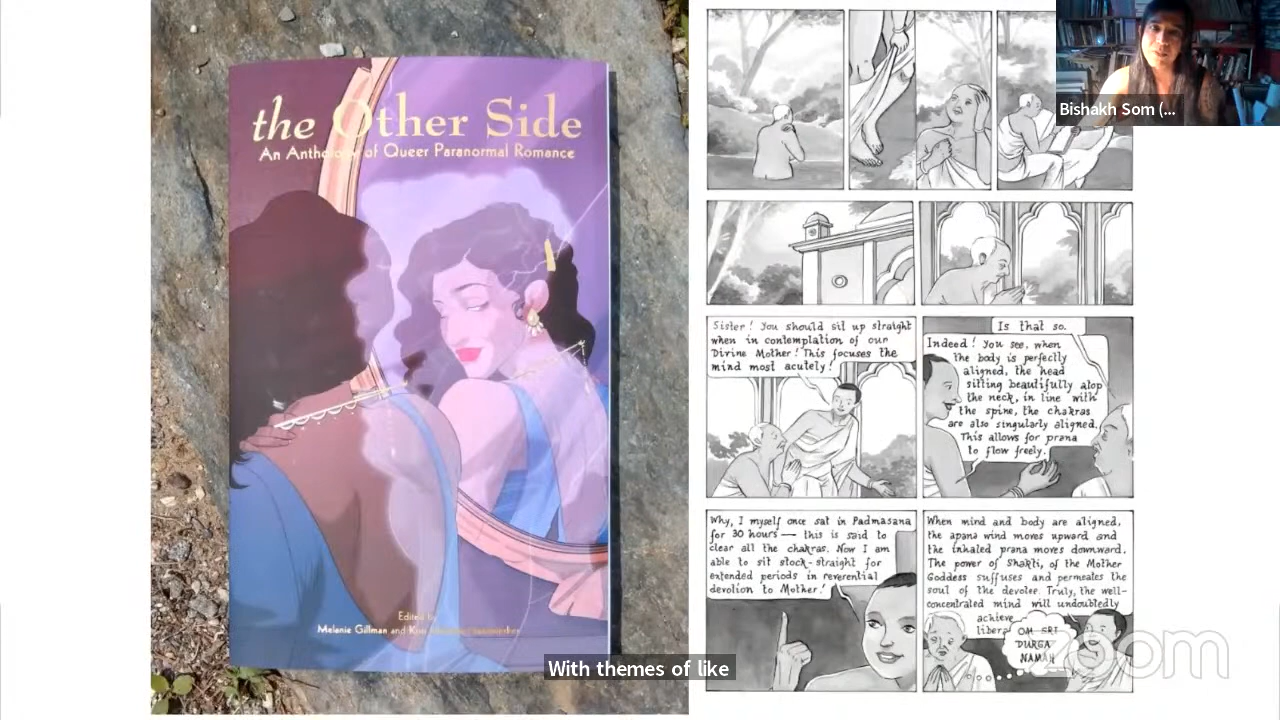 the Other Side
An Anthology of Queer Paranormal Romance
Edited by
Melanie Gillman and
Bishakh Som (...
Sister! You should sit up straight
when in contemplation of our
Divine Mother! This focuses the
mind most acutely!
Is that so.
Indeed! You see, when
the body is perfectly
aligned, the head
sitting beautifully atop
the neck, in line with
the spine, the chakras
are also singularly aligned.
This allows for prana
to flow freely.
Why, I myself once sat in Padmasana
for 30 hours — this is said to
clear all the chakras. Now I am
able to sit stock-straight for
extended periods in reverential
devotion to Mother!
When mind and body are aligned,
the apana wind moves upward and
the inhaled prana moves downward.
The power of Shakti, of the Mother
Goddess suffuses and permeates the
soul of the devotee. Truly, the well-
concentrated mind will undoubtedly
achieve
OM SRI
DURGA
NAMAH
With themes of like
zoom